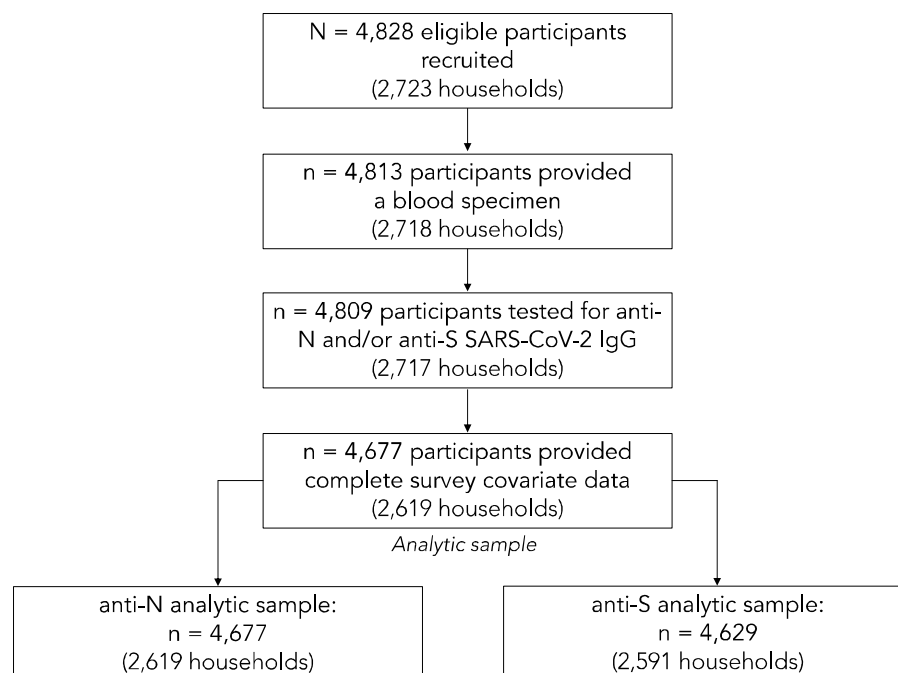 N = 4,828 eligible participants
recruited
(2,723 households)
n = 4,813 participants provided
a blood specimen
(2,718 households)
n = 4,809 participants tested for anti-
N and/or anti-S SARS-CoV-2 IgG
(2,717 households)
n = 4,677 participants provided
complete survey covariate data
(2,619 households)
Analytic sample
anti-N analytic sample:
n = 4,677
(2,619 households)
anti-S analytic sample:
n = 4,629
(2,591 households)